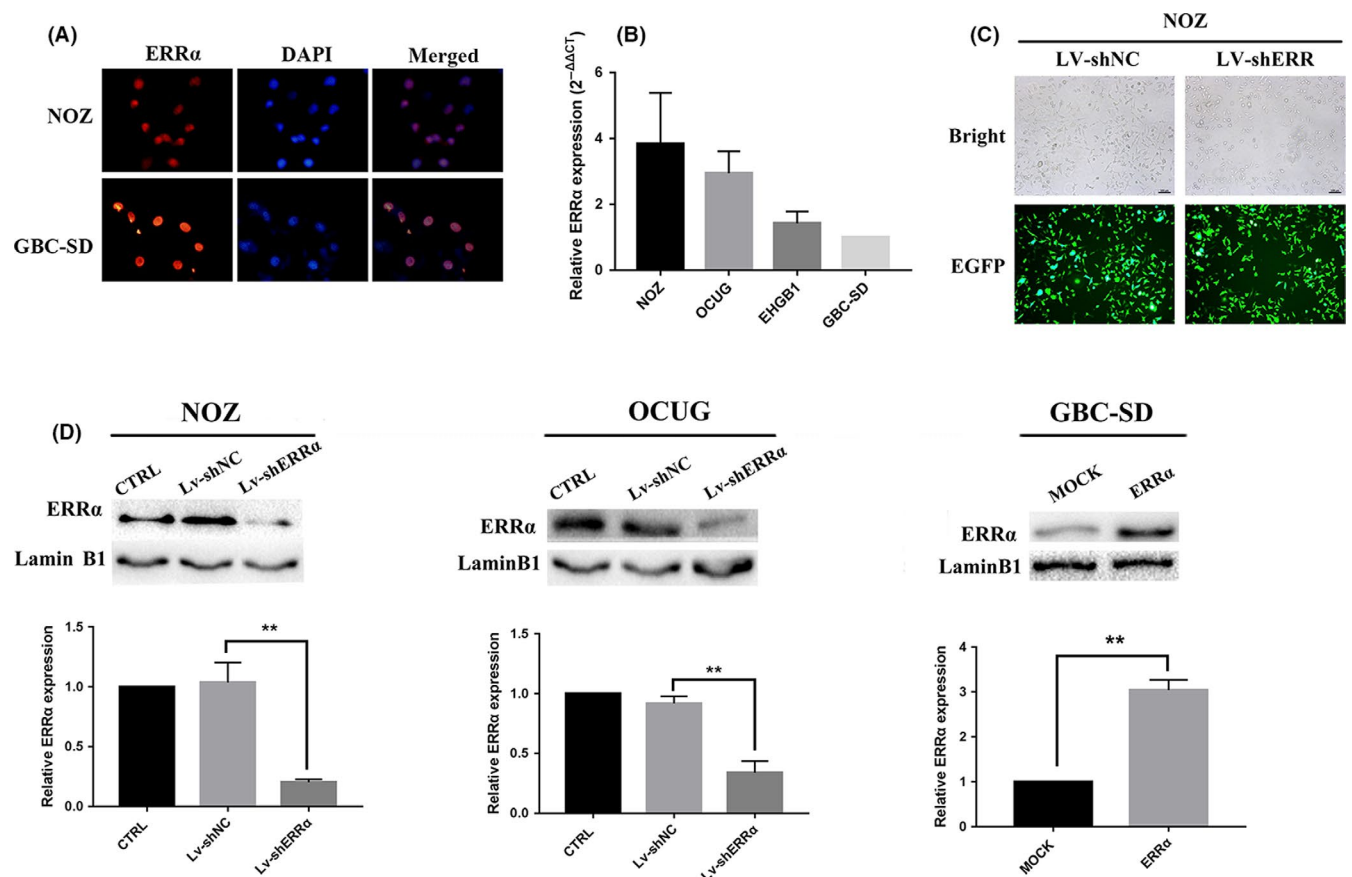 (A)
ERRα DAPI Merged
NOZ
GBC-SD
(B)
Relative ERRα expression (2−ΔΔCT)
6
4
2
0
NOZ OCUG EHGB1 GBC-SD
(C)
NOZ
LV-shNC LV-shERR
Bright
EGFP
(D)
NOZ
CTRL Lv-shNC Lv-shERRα
ERRα
Lamin B1
Relative ERRα expression
1.5
1.0
0.5
0.0
**
CTRL Lv-shNC Lv-shERRα
OCUG
CTRL Lv-shNC Lv-shERRα
ERRα
LaminB1
Relative ERRα expression
1.5
1.0
0.5
0.0
**
CTRL Lv-shNC Lv-shERRα
GBC-SD
MOCK ERRα
ERRα
LaminB1
Relative ERRα expression
4
3
2
1
0
**
MOCK ERRα